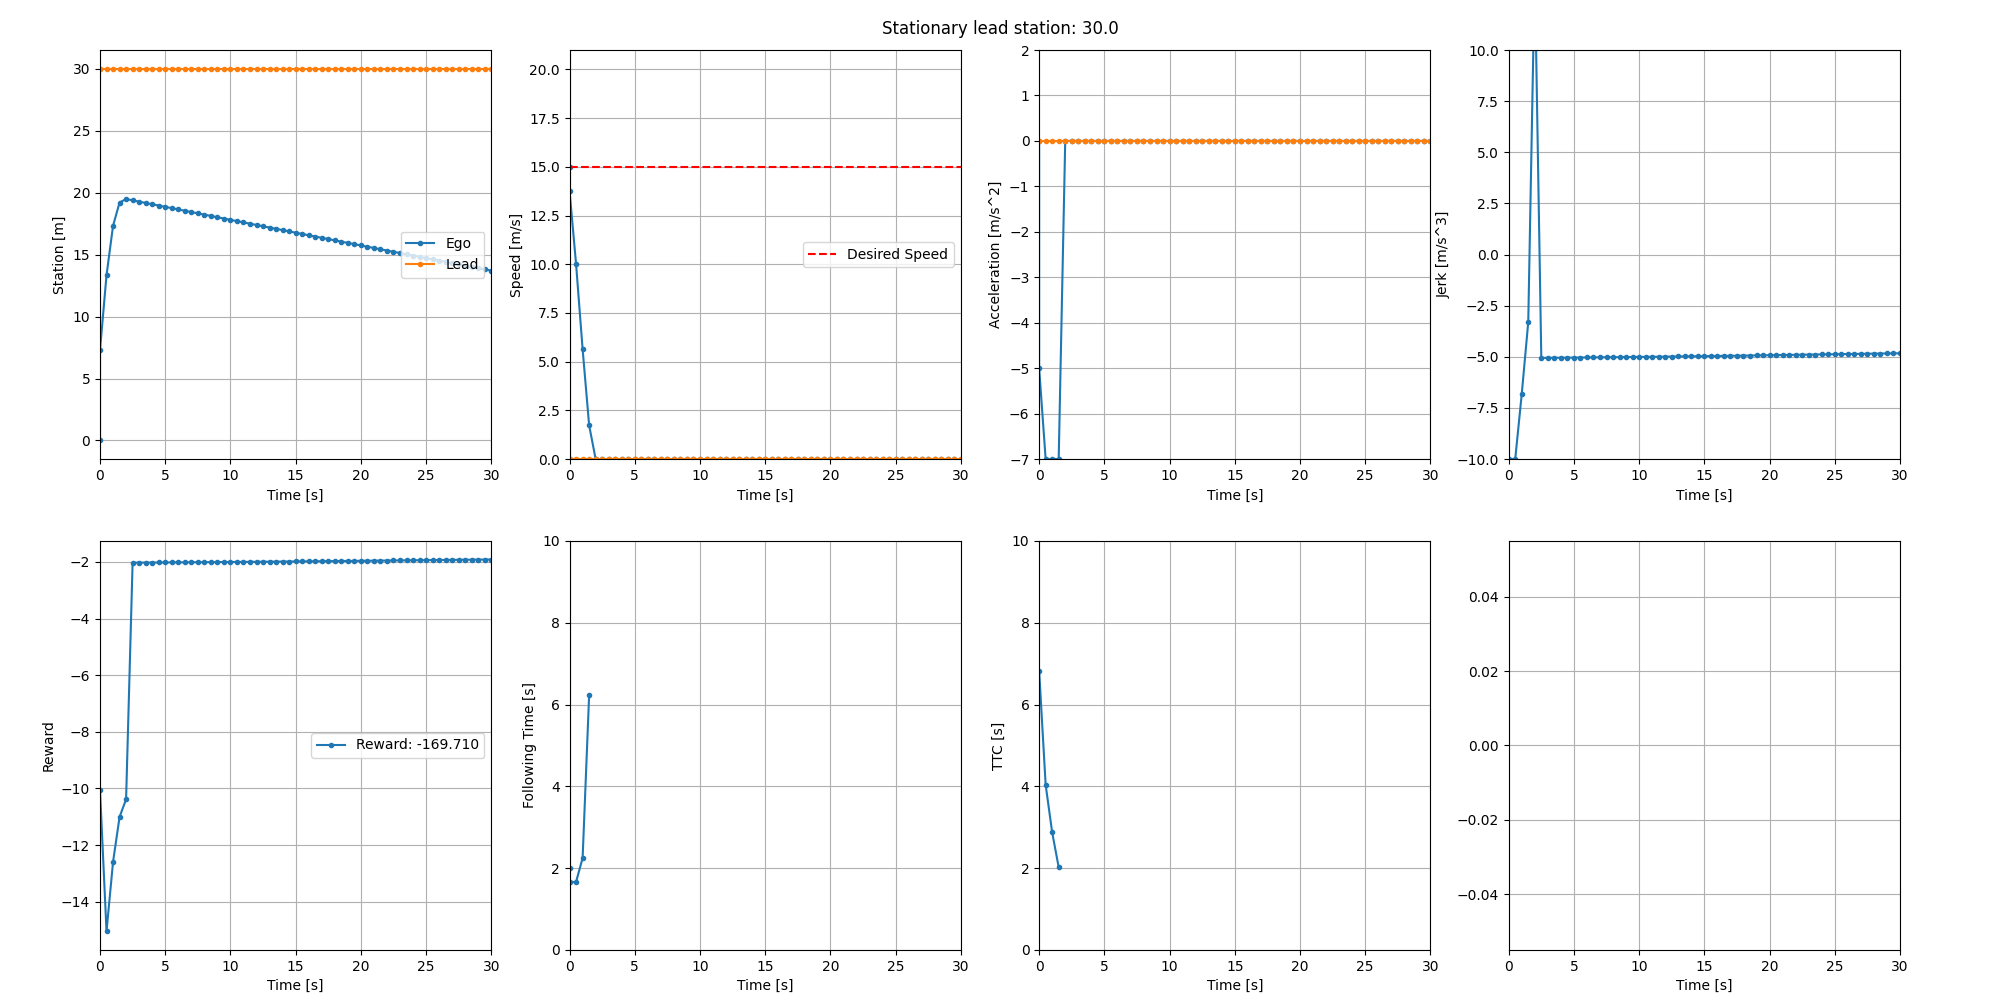 Stationary lead station: 30.0
30
25
20
15
10
5
0
Station [m]
Ego
Lead
0 5 10 15 20 25 30
Time [s]
20.0
17.5
15.0
12.5
10.0
7.5
5.0
2.5
0.0
Speed [m/s]
Desired Speed
0 5 10 15 20 25 30
Time [s]
2
1
0
−1
−2
−3
−4
−5
−6
−7
Acceleration [m/s^2]
0 5 10 15 20 25 30
Time [s]
10.0
7.5
5.0
2.5
0.0
−2.5
−5.0
−7.5
−10.0
Jerk [m/s^3]
0 5 10 15 20 25 30
Time [s]
−2
−4
−6
−8
−10
−12
−14
Reward
Reward: -169.710
0 5 10 15 20 25 30
Time [s]
10
8
6
4
2
0
Following Time [s]
0 5 10 15 20 25 30
Time [s]
10
8
6
4
2
0
TTC [s]
0 5 10 15 20 25 30
Time [s]
0.04
0.02
0.00
−0.02
−0.04
0 5 10 15 20 25 30
Time [s]